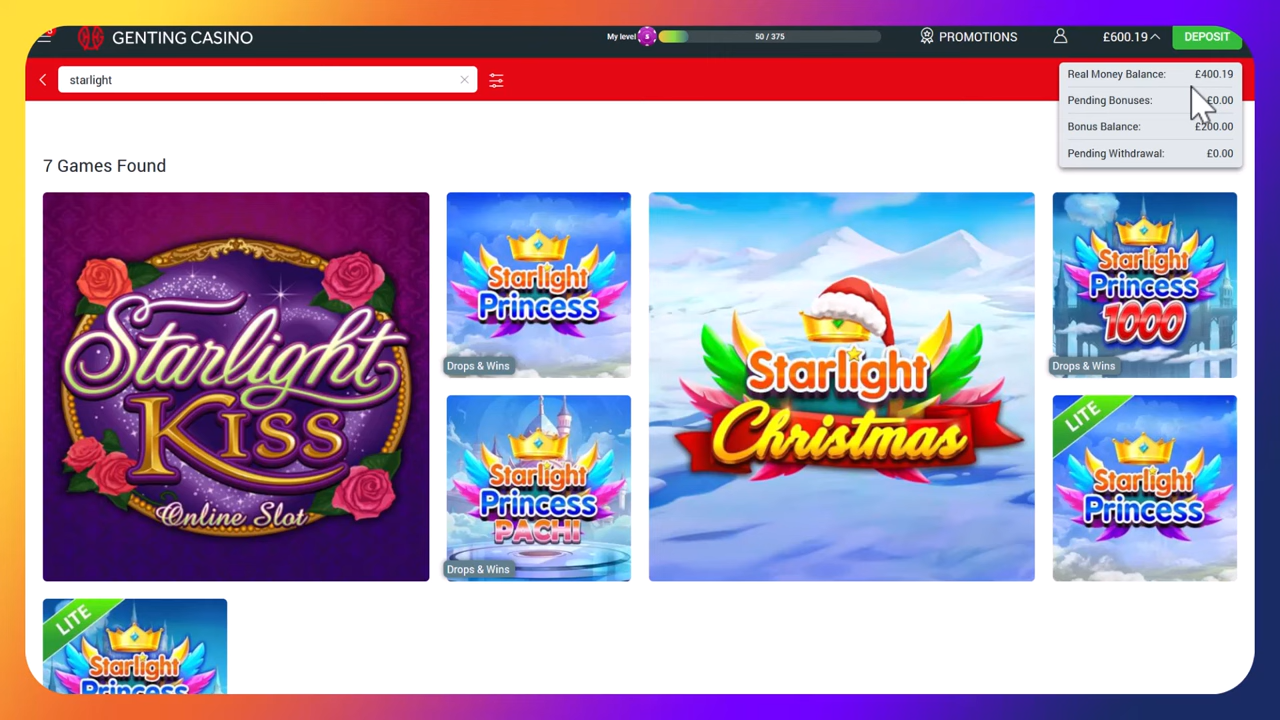 GENTING CASINO
My level
50 / 375
PROMOTIONS
£600.19
DEPOSIT
starlight
Real Money Balance: £400.19
Pending Bonuses: £0.00
Bonus Balance: £200.00
Pending Withdrawal: £0.00
7 Games Found
Starlight
Kiss
Online Slot
Starlight
Princess
Drops & Wins
Starlight
Princess
PACHI
Drops & Wins
Starlight
Christmas
Starlight
Princess
1000
Drops & Wins
LITE
Starlight
Princess
LITE
Starlight
Princess